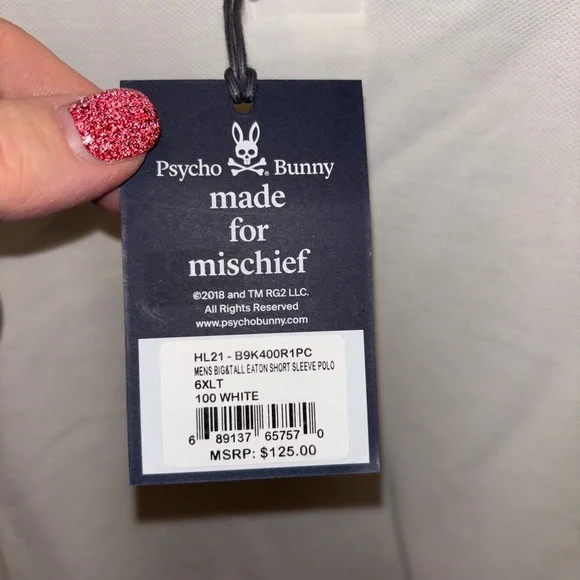 Psycho Bunny
made
for
mischief
©2018 and TM RG2 LLC.
All Rights Reserved
www.psychobunny.com
HL21 - B9K400R1PC
MENS BIG&TALL EATON SHORT SLEEVE POLO
6XLT
100 WHITE
6 89137 65757 0
MSRP: $125.00